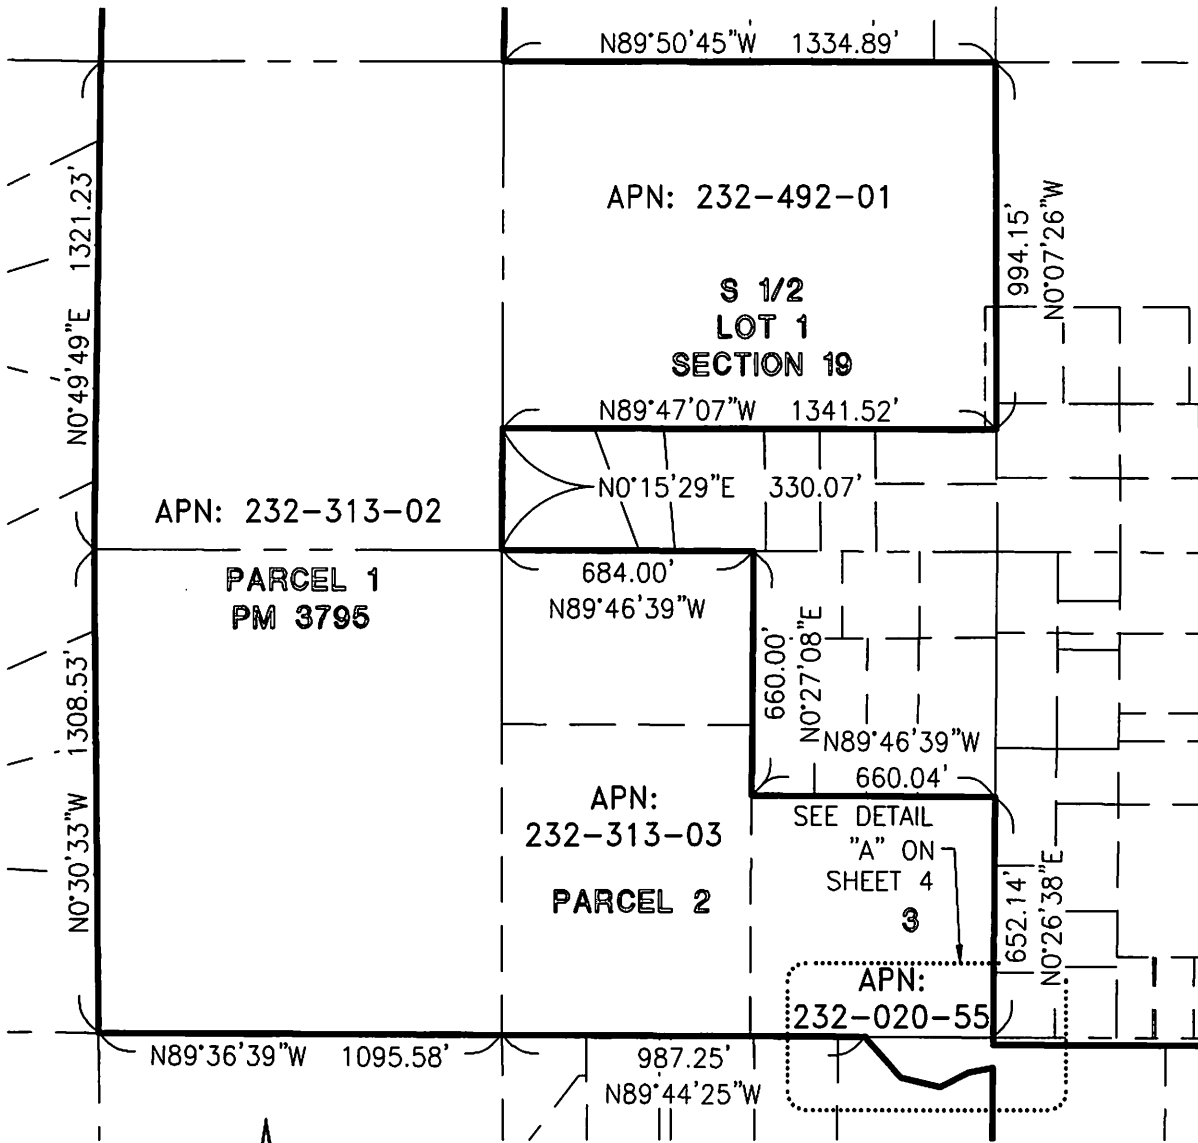 N89°50'45"W 1334.89'
N0°49'49"E 1321.23'
APN: 232-492-01
994.15'
N0°07'26"W
S 1/2
LOT 1
SECTION 19
N89°47'07"W 1341.52'
N0°15'29"E 330.07'
APN: 232-313-02
PARCEL 1
PM 3795
684.00'
N89°46'39"W
660.00'
N0°27'08"E
N0°30'33"W 1308.53'
N89°46'39"W
660.04'
APN:
232-313-03
PARCEL 2
SEE DETAIL
"A" ON
SHEET 4
3
652.14'
N0°26'38"E
APN:
232-020-55
N89°36'39"W 1095.58'
987.25'
N89°44'25"W